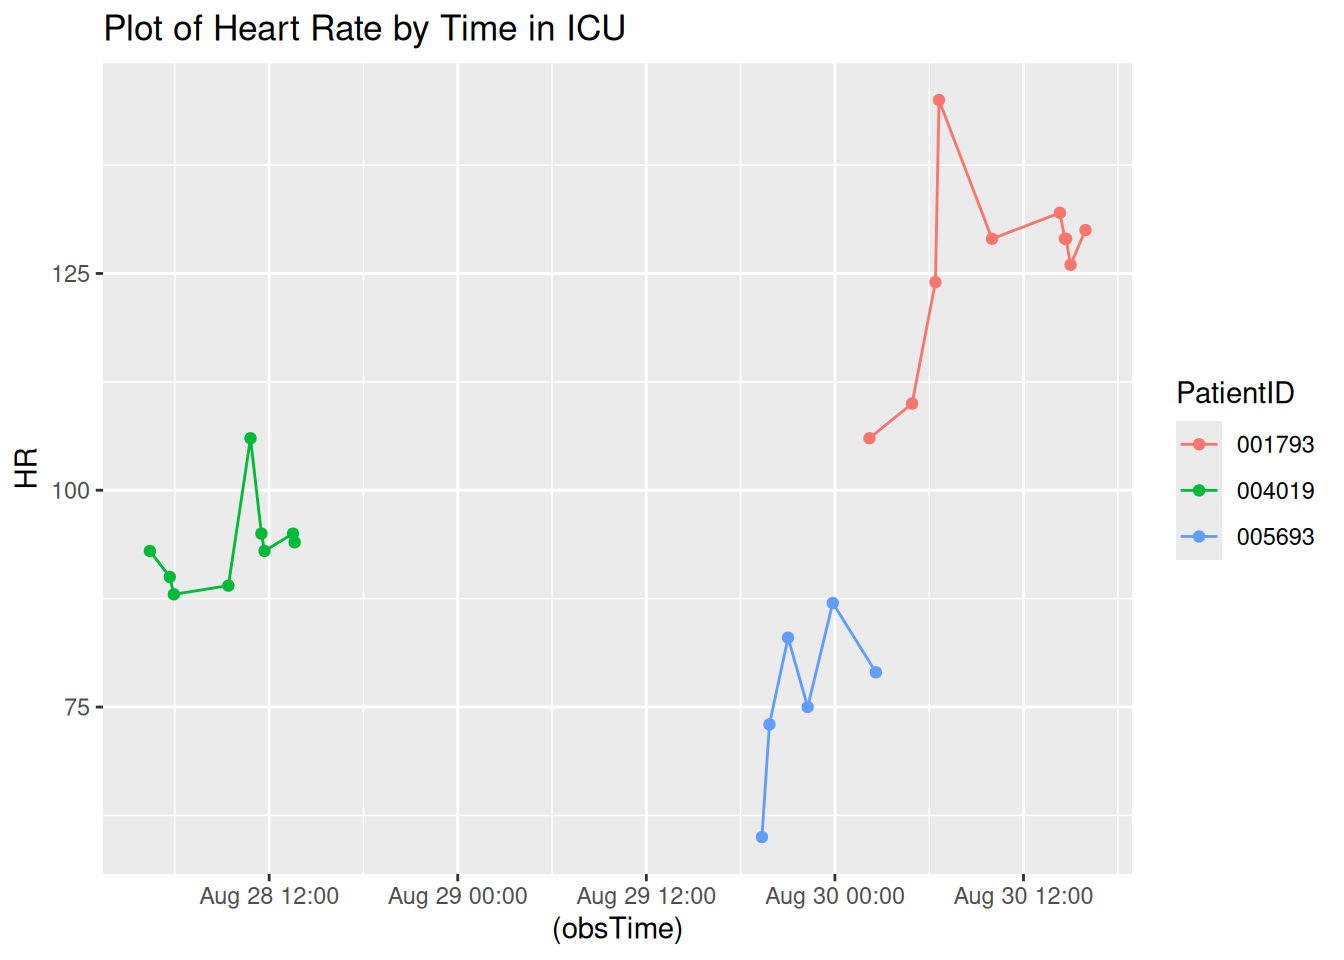 Plot of Heart Rate by Time in ICU
HR
125
100
75
Aug 28 12:00 Aug 29 00:00 Aug 29 12:00 Aug 30 00:00 Aug 30 12:00
(obsTime)
PatientID
001793
004019
005693